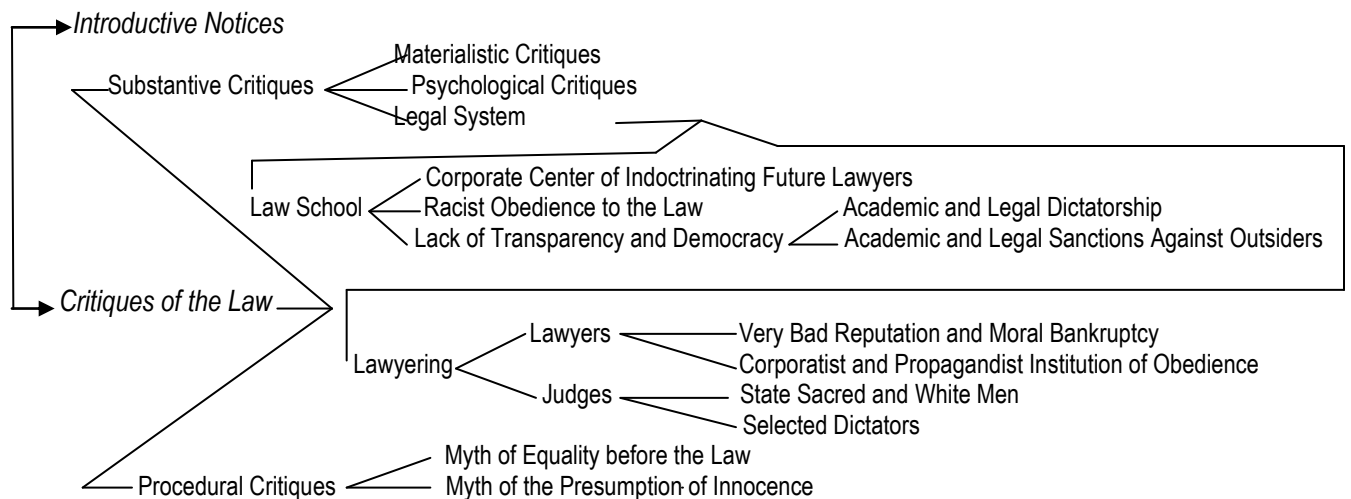 Introductive Notices
Materialistic Critiques
Substantive Critiques
Psychological Critiques
Legal System
Corporate Center of Indoctrinating Future Lawyers
Law School
Racist Obedience to the Law
Academic and Legal Dictatorship
Lack of Transparency and Democracy
Academic and Legal Sanctions Against Outsiders
Critiques of the Law
Lawyers
Very Bad Reputation and Moral Bankruptcy
Lawyering
Corporatist and Propagandist Institution of Obedience
Judges
State Sacred and White Men
Selected Dictators
Myth of Equality before the Law
Procedural Critiques
Myth of the Presumption of Innocence